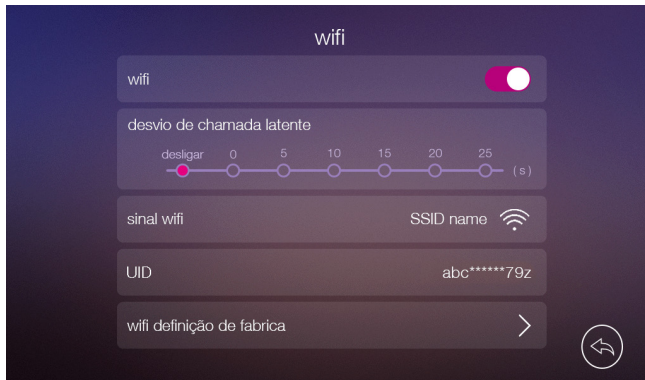 wifi
wifi
desvio de chamada latente
desligar 0 5 10 15 20 25 (s)
sinal wifi SSID name
UID abc******79z
wifi definição de fabrica